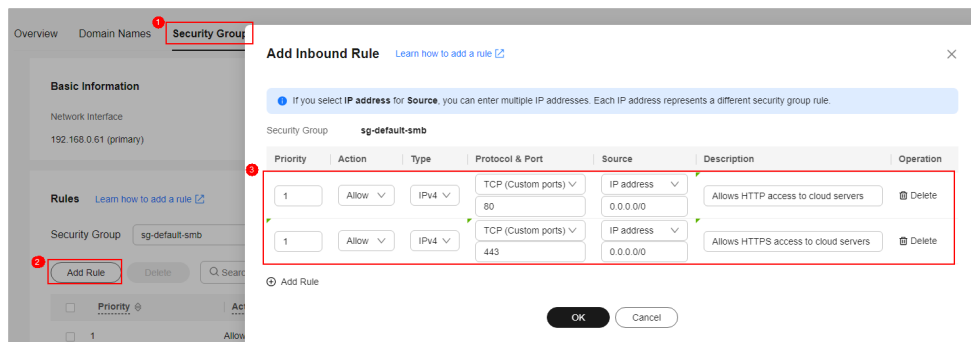 1
Overview Domain Names Security Group
Basic Information
Network Interface
192.168.0.61 (primary)
Rules Learn how to add a rule
Security Group sg-default-smb
2
Add Rule Delete Searc
Priority Ac
1 Allow
Add Inbound Rule Learn how to add a rule
If you select IP address for Source, you can enter multiple IP addresses. Each IP address represents a different security group rule.
Security Group sg-default-smb
Priority Action Type Protocol & Port Source Description Operation
3
1 Allow IPv4 TCP (Custom ports) IP address Allows HTTP access to cloud servers Delete
80 0.0.0.0/0
1 Allow IPv4 TCP (Custom ports) IP address Allows HTTPS access to cloud servers Delete
443 0.0.0.0/0
Add Rule
OK Cancel